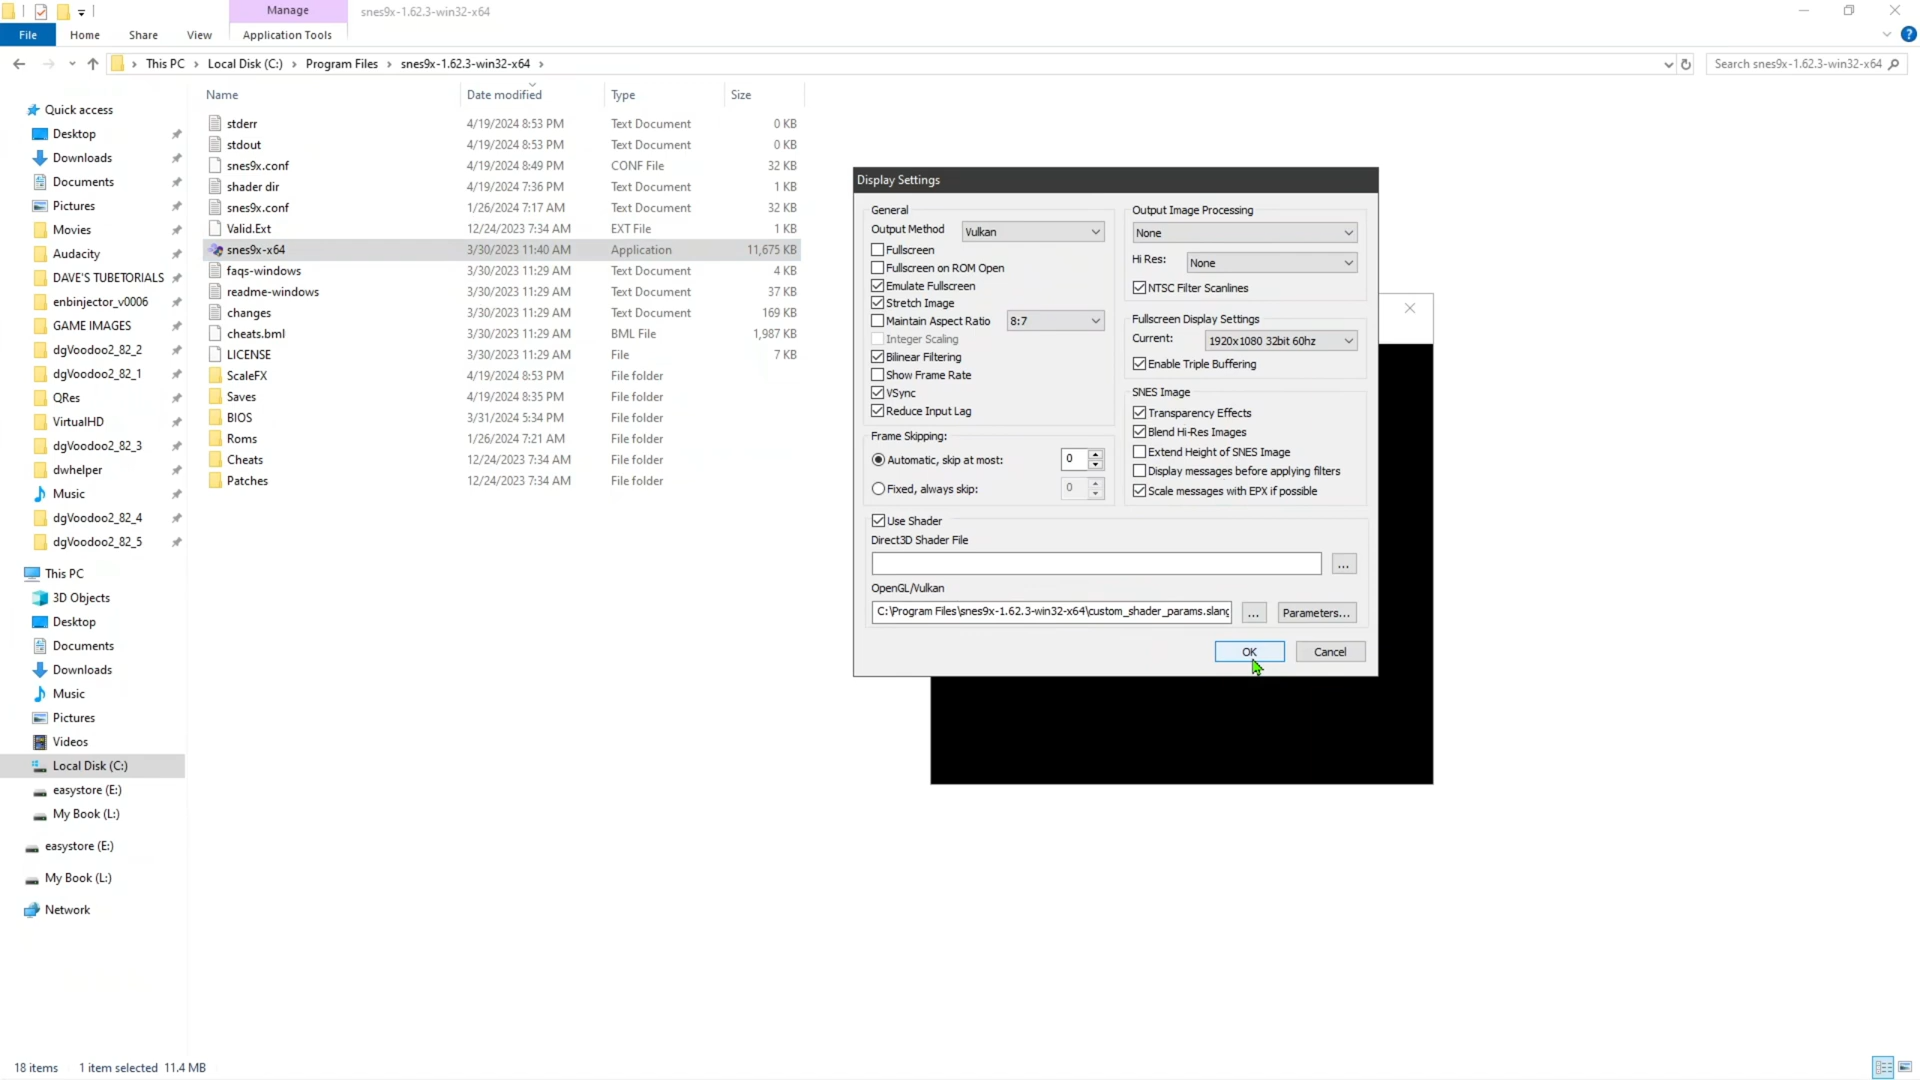 Manage
snes9x-1.62.3-win32-x64
File
Home
Share
View
Application Tools
This PC
Local Disk (C:)
Program Files
snes9x-1.62.3-win32-x64
Search snes9x-1.62.3-win32-x64
Name
Date modified
Type
Size
stderr 4/19/2024 8:53 PM Text Document 0 KB
stdout 4/19/2024 8:53 PM Text Document 0 KB
snes9x.conf 4/19/2024 8:49 PM CONF File 32 KB
shader dir 4/19/2024 7:36 PM Text Document 1 KB
snes9x.conf 1/26/2024 7:17 AM Text Document 32 KB
Valid.Ext 12/24/2023 7:34 AM EXT File 1 KB
snes9x-x64 3/30/2023 11:40 AM Application 11,675 KB
faqs-windows 3/30/2023 11:29 AM Text Document 4 KB
readme-windows 3/30/2023 11:29 AM Text Document 37 KB
changes 3/30/2023 11:29 AM Text Document 169 KB
cheats.bml 3/30/2023 11:29 AM BML File 1,987 KB
LICENSE 3/30/2023 11:29 AM File 7 KB
ScaleFX 4/19/2024 8:53 PM File folder
Saves 4/19/2024 8:35 PM File folder
BIOS 3/31/2024 5:34 PM File folder
Roms 1/26/2024 7:21 AM File folder
Cheats 12/24/2023 7:34 AM File folder
Patches 12/24/2023 7:34 AM File folder
Quick access
Desktop
Downloads
Documents
Pictures
Movies
Audacity
DAVE'S TUBETORIALS
enbinjector_v0006
GAME IMAGES
dgVoodoo2_82_2
dgVoodoo2_82_1
QRes
VirtualHD
dgVoodoo2_82_3
dwhelper
Music
dgVoodoo2_82_4
dgVoodoo2_82_5
This PC
3D Objects
Desktop
Documents
Downloads
Music
Pictures
Videos
Local Disk (C:)
easystore (E:)
My Book (L:)
easystore (E:)
My Book (L:)
Network
Display Settings
General
Output Method Vulkan
Fullscreen
Fullscreen on ROM Open
Emulate Fullscreen
Stretch Image
Maintain Aspect Ratio 8:7
Integer Scaling
Bilinear Filtering
Show Frame Rate
VSync
Reduce Input Lag
Frame Skipping:
Automatic, skip at most: 0
Fixed, always skip: 0
Output Image Processing
None
Hi Res: None
NTSC Filter Scanlines
Fullscreen Display Settings
Current: 1920x1080 32bit 60hz
Enable Triple Buffering
SNES Image
Transparency Effects
Blend Hi-Res Images
Extend Height of SNES Image
Display messages before applying filters
Scale messages with EPX if possible
Use Shader
Direct3D Shader File
...
OpenGL/Vulkan
C:\Program Files\snes9x-1.62.3-win32-x64\custom_shader_params.slang
...
Parameters...
OK
Cancel
18 items
1 item selected 11.4 MB